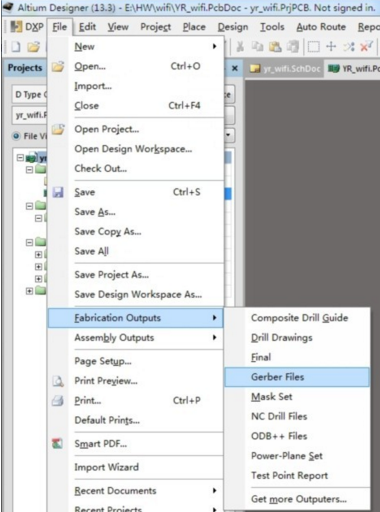 Altium Designer (13.3) - E:\HW\wifi\YR_wifi.PcbDoc - yr_wifi.PrjPCB. Not signed in.
DXP File Edit View Project Place Design Tools Auto Route Repo
Projects
New
yr_wifi.SchDoc YR_wifi.P
Open... Ctrl+O
Import...
D Type C
Close Ctrl+F4
yr_wifi.P
Open Project...
File Vi
Open Design Workspace...
yr
Check Out...
Save Ctrl+S
Save As...
Save Copy As...
Save All
Save Project As...
Save Design Workspace As...
Fabrication Outputs
Composite Drill Guide
Assembly Outputs
Drill Drawings
Final
Page Setup...
Gerber Files
Print Preview...
Mask Set
Print... Ctrl+P
NC Drill Files
Default Prints...
ODB++ Files
Smart PDF...
Power-Plane Set
Import Wizard
Test Point Report
Recent Documents
Get more Outputers...
Recent Projects